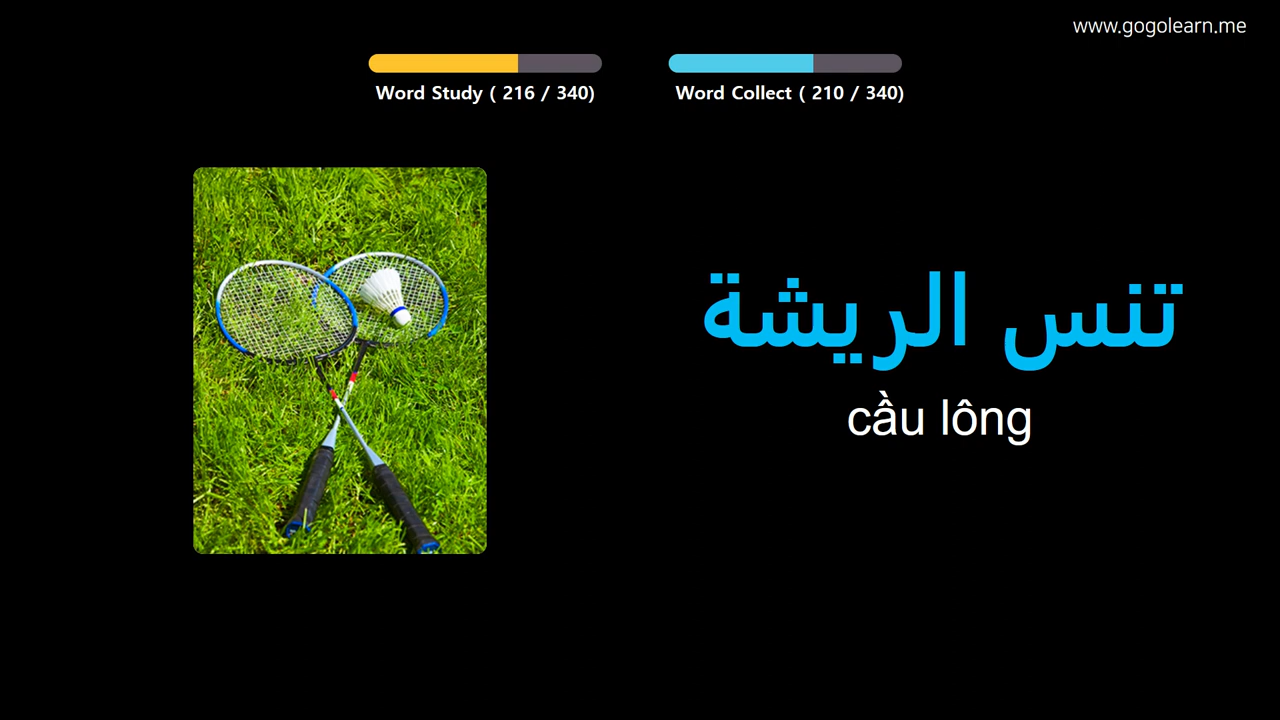 www.gogolearn.me
Word Study ( 216 / 340)
Word Collect ( 210 / 340)
تنس الريشة
cầu lông